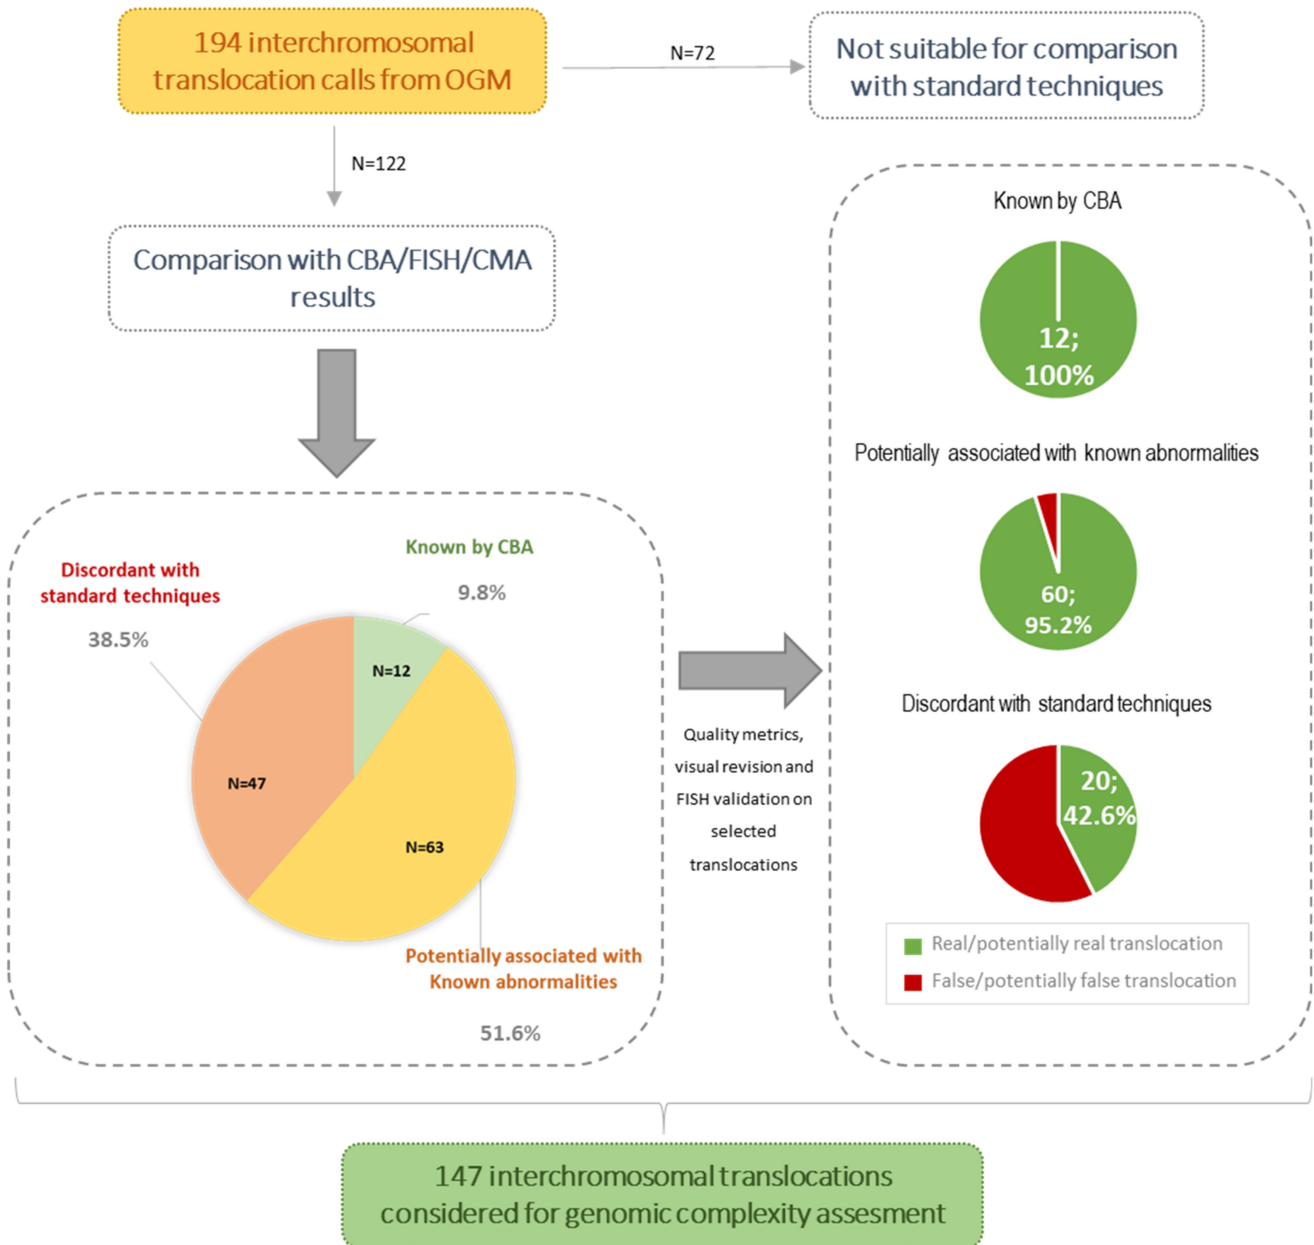 194 interchromosomal
translocation calls from OGM
N=72
Not suitable for comparison
with standard techniques
N=122
Comparison with CBA/FISH/CMA
results
Discordant with
standard techniques
38.5%
Known by CBA
9.8%
N=12
N=47
N=63
Potentially associated with
Known abnormalities
51.6%
Quality metrics,
visual revision and
FISH validation on
selected
translocations
Known by CBA
12;
100%
Potentially associated with known abnormalities
60;
95.2%
Discordant with standard techniques
20;
42.6%
Real/potentially real translocation
False/potentially false translocation
147 interchromosomal translocations
considered for genomic complexity assesment